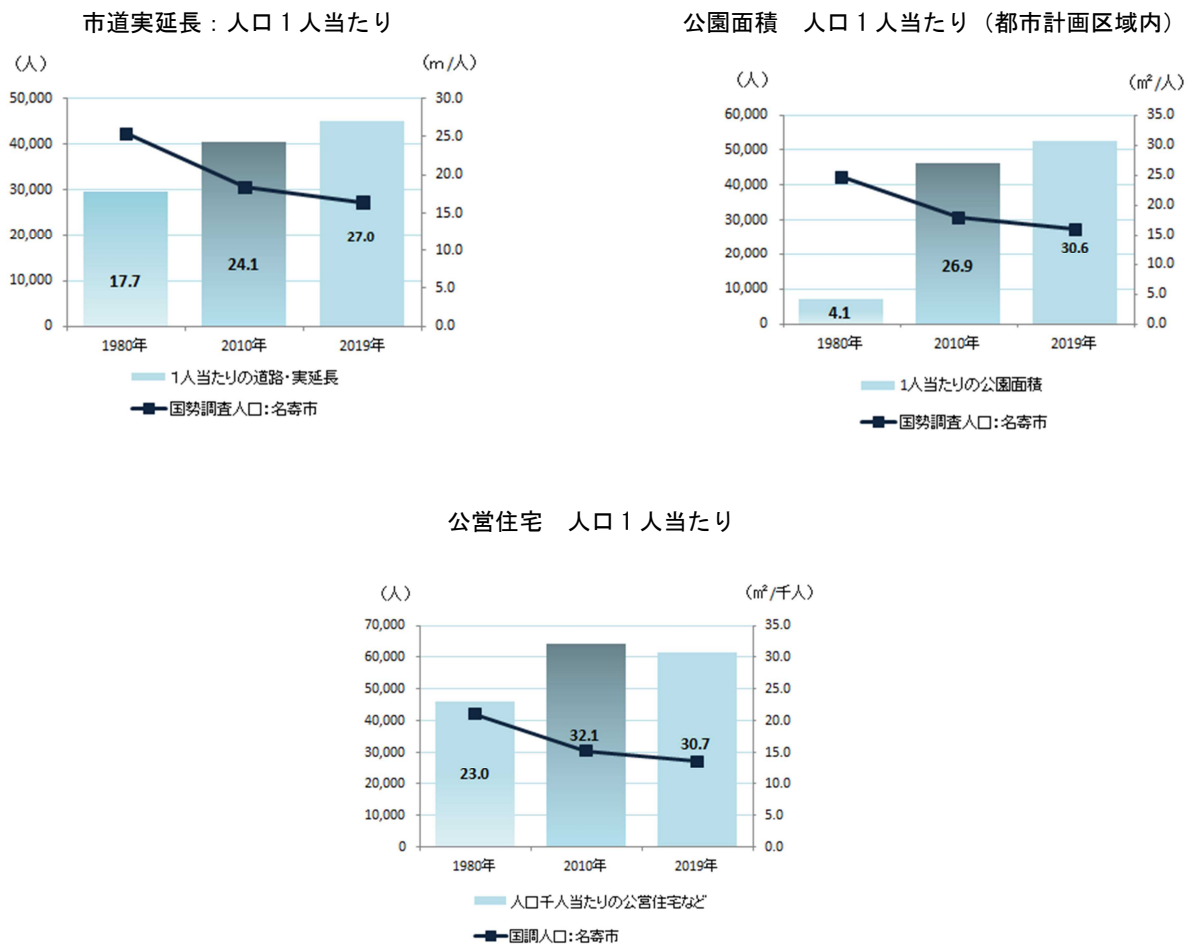 市道実延長：人口１人当たり
（人）
（ｍ/人）
50,000
40,000
30,000
20,000
10,000
0
30.0
25.0
20.0
15.0
10.0
5.0
0.0
17.7
24.1
27.0
1980年
2010年
2019年
1人当たりの道路・実延長
国勢調査人口：名寄市
公園面積　人口１人当たり（都市計画区域内）
（人）
（㎡/人）
60,000
50,000
40,000
30,000
20,000
10,000
0
35.0
30.0
25.0
20.0
15.0
10.0
5.0
0.0
4.1
26.9
30.6
1980年
2010年
2019年
1人当たりの公園面積
国勢調査人口：名寄市
公営住宅　人口１人当たり
（人）
（㎡/千人）
70,000
60,000
50,000
40,000
30,000
20,000
10,000
0
35.0
30.0
25.0
20.0
15.0
10.0
5.0
0.0
23.0
32.1
30.7
1980年
2010年
2019年
人口千人当たりの公営住宅など
国調人口：名寄市